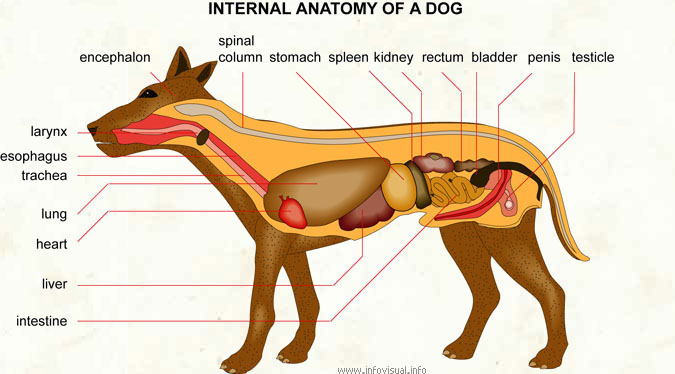 INTERNAL ANATOMY OF A DOG
encephalon
spinal
column
stomach
spleen
kidney
rectum
bladder
penis
testicle
larynx
esophagus
trachea
lung
heart
liver
intestine
www.infovisual.info